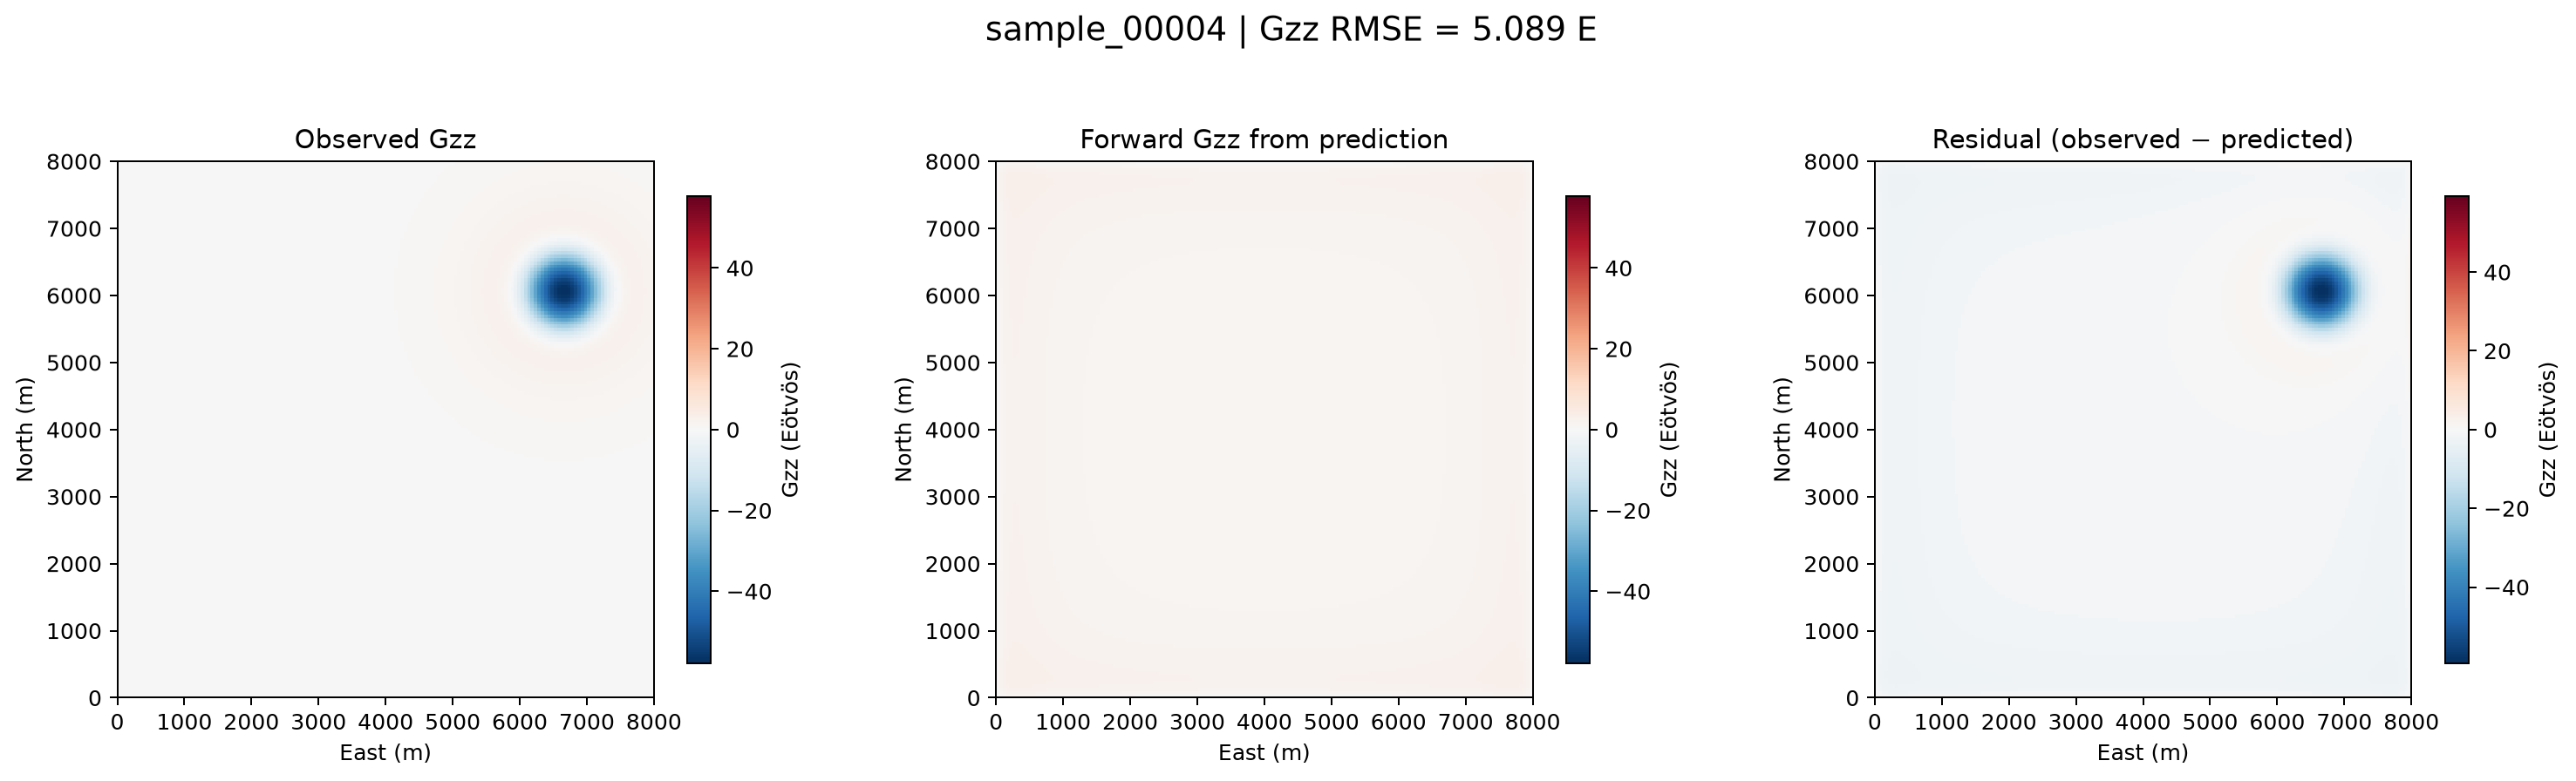 sample_00004 | Gzz RMSE = 5.089 E
Observed Gzz
8000
7000
6000
5000
4000
3000
2000
1000
0
North (m)
0 1000 2000 3000 4000 5000 6000 7000 8000
East (m)
40
20
0
−20
−40
Gzz (Eötvös)
Forward Gzz from prediction
8000
7000
6000
5000
4000
3000
2000
1000
0
North (m)
0 1000 2000 3000 4000 5000 6000 7000 8000
East (m)
40
20
0
−20
−40
Gzz (Eötvös)
Residual (observed − predicted)
8000
7000
6000
5000
4000
3000
2000
1000
0
North (m)
0 1000 2000 3000 4000 5000 6000 7000 8000
East (m)
40
20
0
−20
−40
Gzz (Eötvös)